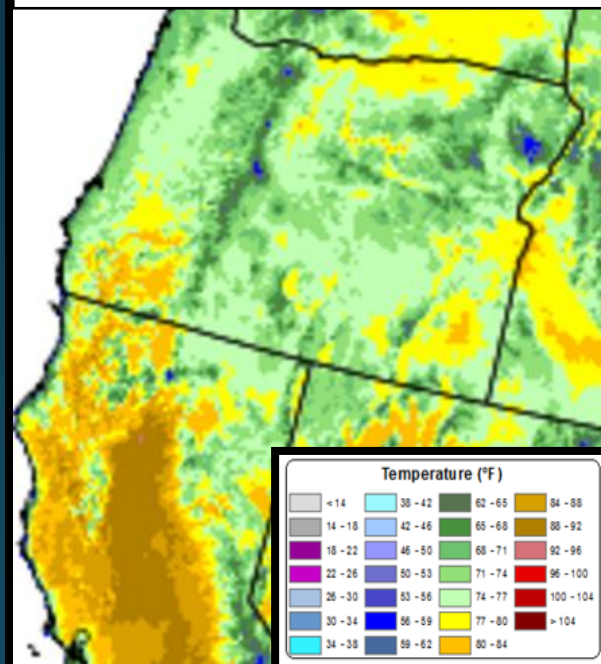 Temperature (°F)
< 14 38 - 42 62 - 65 84 - 88
14 - 18 42 - 46 65 - 68 88 - 92
18 - 22 46 - 50 68 - 71 92 - 96
22 - 26 50 - 53 71 - 74 96 - 100
26 - 30 53 - 56 74 - 77 100 - 104
30 - 34 56 - 59 77 - 80 > 104
34 - 38 59 - 62 80 - 84